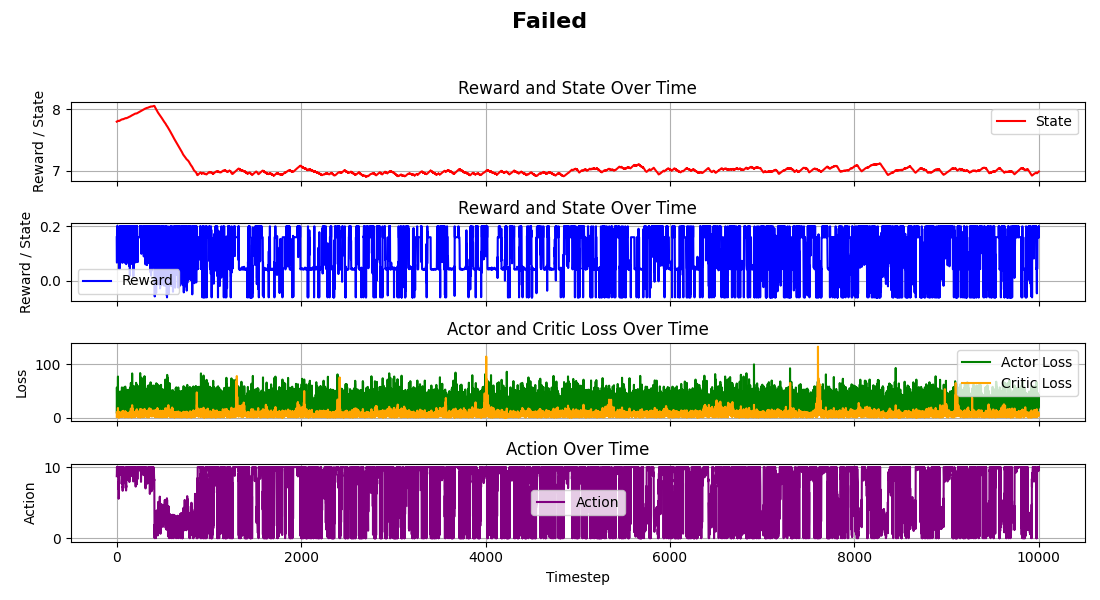 Failed
Reward and State Over Time
Reward / State
8
7
State
Reward and State Over Time
Reward / State
0.2
0.0
Reward
Actor and Critic Loss Over Time
Loss
100
0
Actor Loss
Critic Loss
Action Over Time
Action
10
0
Action
0 2000 4000 6000 8000 10000
Timestep